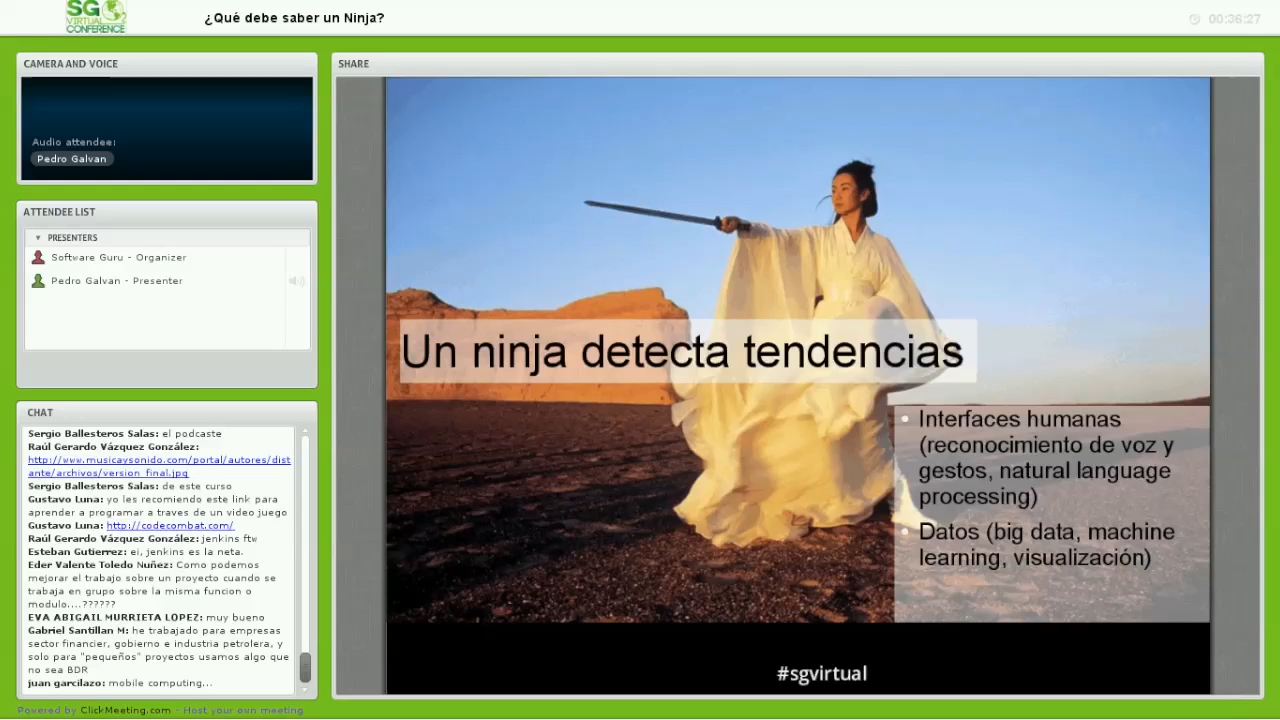 SG
VIRTUAL
CONFERENCE
¿Qué debe saber un Ninja?
00:36:27
CAMERA AND VOICE
Audio attendee:
Pedro Galvan
ATTENDEE LIST
PRESENTERS
Software Guru - Organizer
Pedro Galvan - Presenter
CHAT
Sergio Ballesteros Salas: el podcaste
Raúl Gerardo Vázquez González:
http://www.musicaysonido.com/portal/autores/dist
ante/archivos/version_final.jpg
Sergio Ballesteros Salas: de este curso
Gustavo Luna: yo les recomiendo este link para
aprender a programar a traves de un video juego
Gustavo Luna: http://codecombat.com/
Raúl Gerardo Vázquez González: jenkins ftw
Esteban Gutierrez: ei, jenkins es la neta.
Eder Valente Toledo Nuñez: Como podemos
mejorar el trabajo sobre un proyecto cuando se
trabaja en grupo sobre la misma funcion o
modulo....??????
EVA ABIGAIL MURRIETA LOPEZ: muy bueno
Gabriel Santillan M: he trabajado para empresas
sector financier, gobierno e industria petrolera, y
solo para "pequeños" proyectos usamos algo que
no sea BDR
juan garcilazo: mobile computing...
Powered by ClickMeeting.com - Host your own meeting
SHARE
Un ninja detecta tendencias
• Interfaces humanas
(reconocimiento de voz y
gestos, natural language
processing)
• Datos (big data, machine
learning, visualización)
#sgvirtual